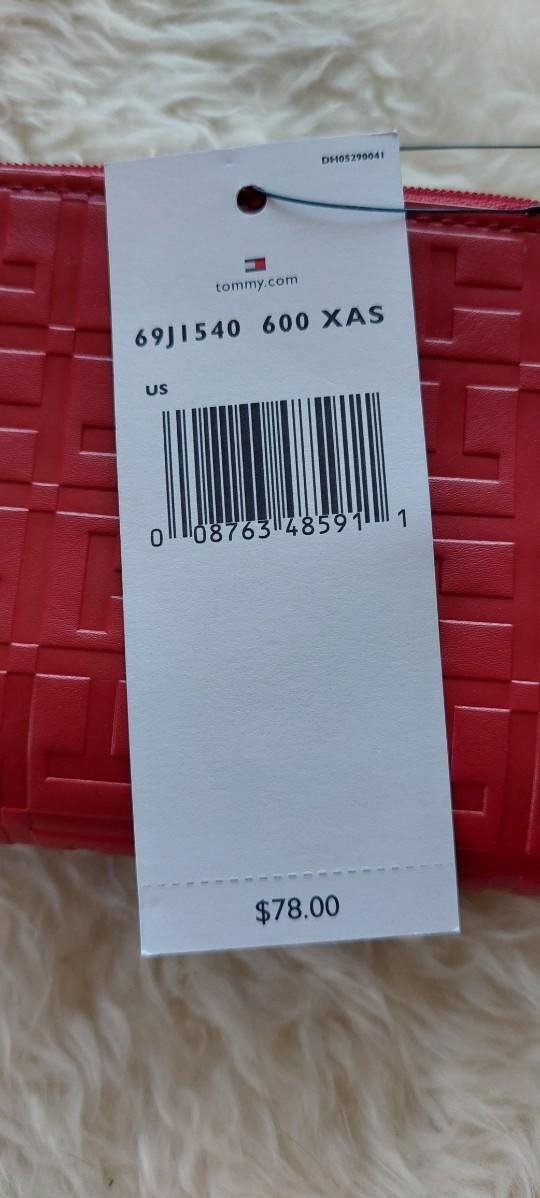 DH05290041
tommy.com
69J1540 600 XAS
US
0 08763 48591 1
$78.00